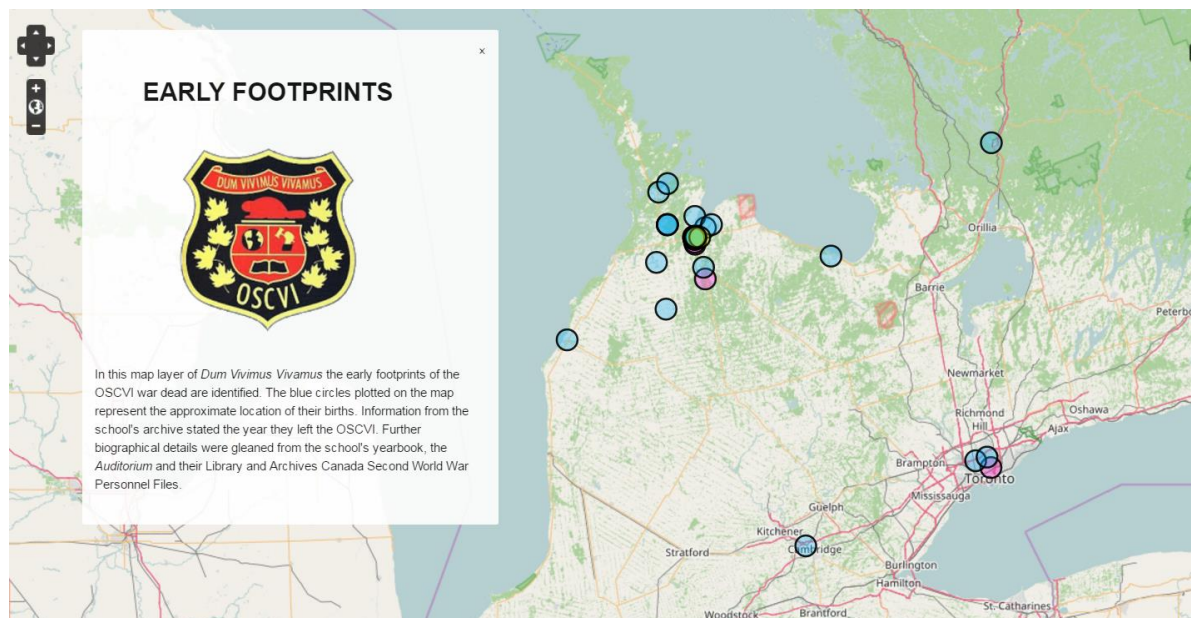 ×
EARLY FOOTPRINTS
DUM VIVIMUS VIVAMUS
OSCVI
In this map layer of Dum Vivimus Vivamus the early footprints of the
OSCVI war dead are identified. The blue circles plotted on the map
represent the approximate location of their births. Information from the
school's archive stated the year they left the OSCVI. Further
biographical details were gleaned from the school's yearbook, the
Auditorium and their Library and Archives Canada Second World War
Personnel Files.
Orillia
Barrie
Peterbo
Newmarket
Richmond
Hill
Oshawa
Ajax
Brampton
Toronto
Mississauga
Guelph
Kitchener
Cambridge
Stratford
Burlington
Hamilton
St. Catharines
Woodstock
Brantford